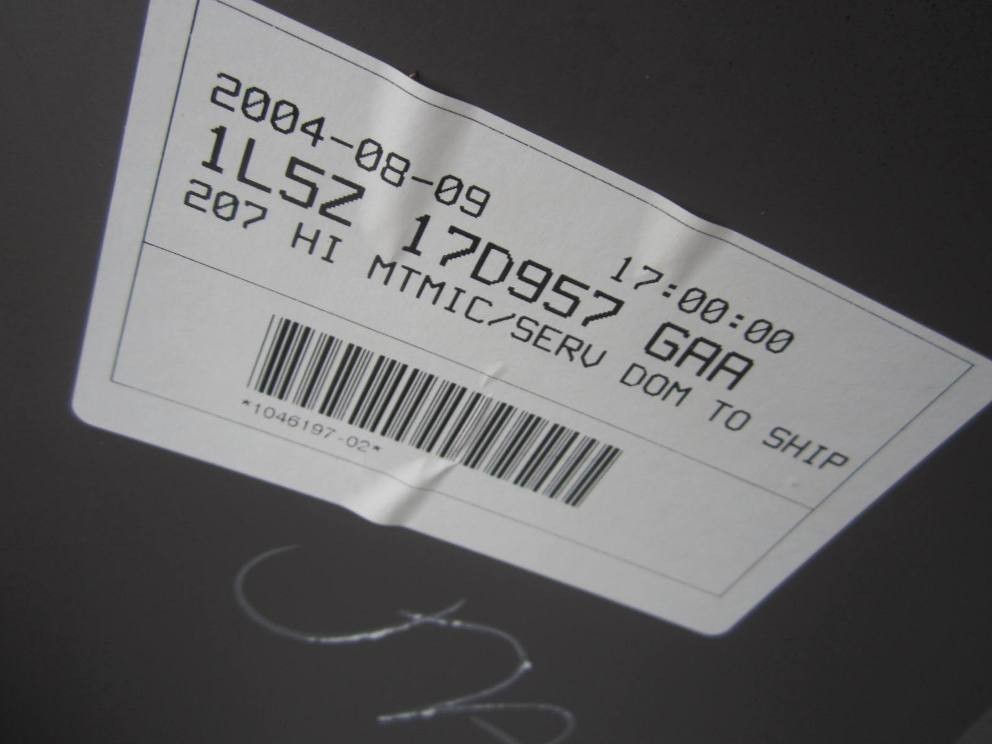 2004-08-09 17:00:00
1L5Z 17D957 GAA
207 HI MTMIC/SERV DOM TO SHIP
*1046197-02*